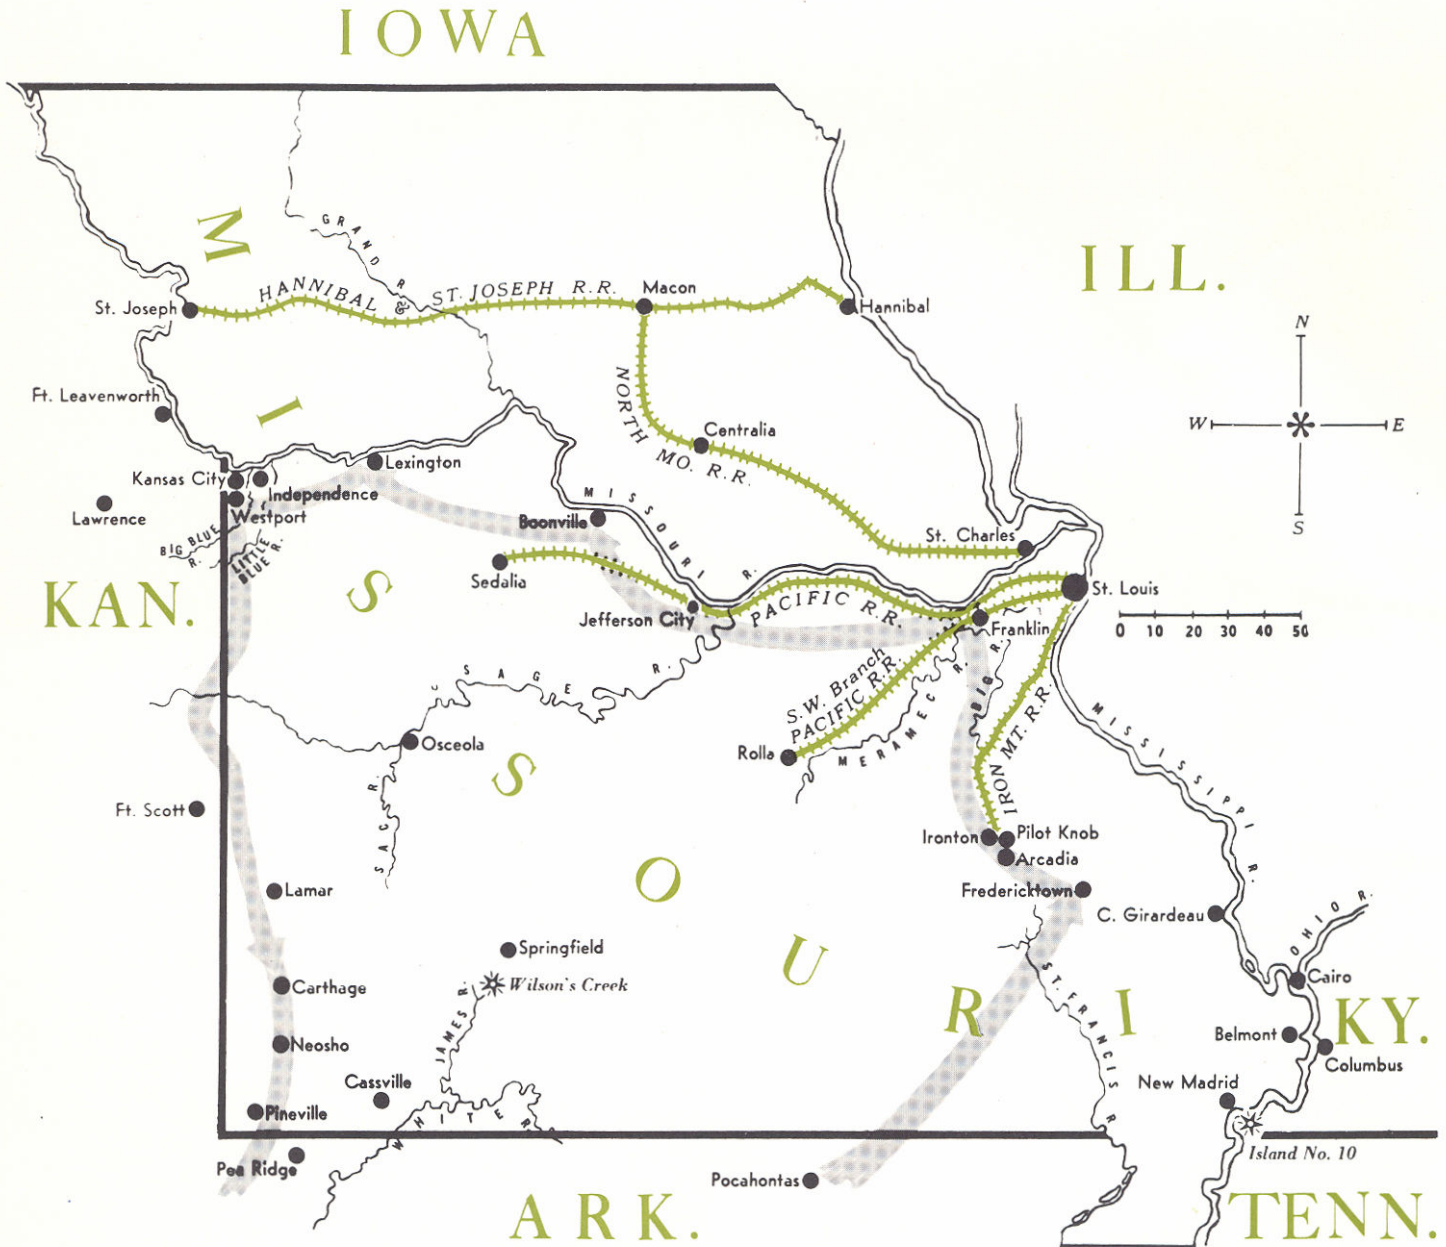 IOWA
GRAND R.
ILL.
HANNIBAL ST. JOSEPH R.R.
Macon
St. Joseph
Hannibal
N
W
E
S
Ft. Leavenworth
NORTH MO. R.R.
Centralia
Lexington
Kansas City
Independence
Westport
Lawrence
BIG BLUE R.
LITTLE BLUE R.
Boonville
MISSOURI R.
St. Charles
Sedalia
KAN.
Jefferson City
PACIFIC R.R.
St. Louis
Franklin
0 10 20 30 40 50
SAGE R.
S.W. Branch
PACIFIC R.R.
MERAMEC R.
BIG R.
IRON MT. R.R.
MISSISSIPPI R.
Osceola
Rolla
SAC R.
Ft. Scott
Ironton
Pilot Knob
Arcadia
Lamar
Fredericktown
C. Girardeau
OHIO R.
MISSOURI
Springfield
Wilson's Creek
Carthage
JAMES R.
ST. FRANCIS R
Cairo
KY.
Neosho
Belmont
Columbus
Cassville
New Madrid
Pineville
WHITE R
Island No. 10
Pea Ridge
Pocahontas
ARK.
TENN.